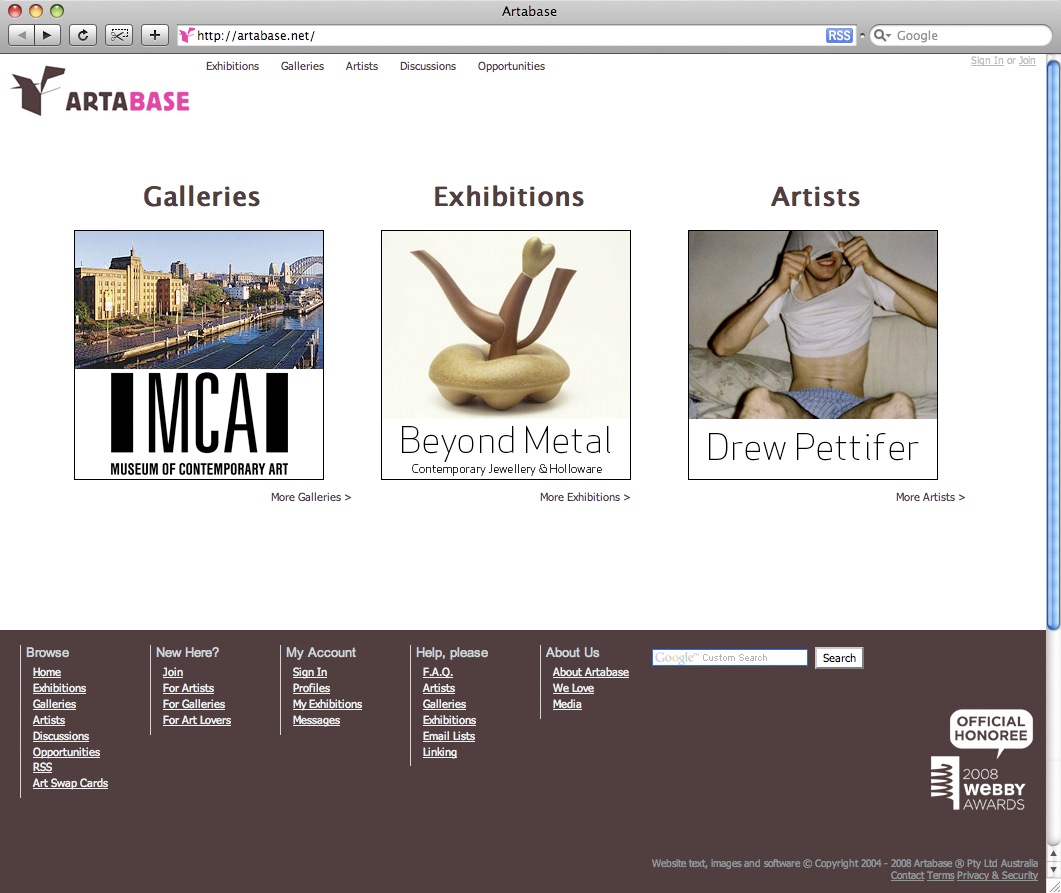 Artabase
http://artabase.net/
RSS
Google
Exhibitions Galleries Artists Discussions Opportunities
Sign In or Join
ARTABASE
Galleries
Exhibitions
Artists
MCA
MUSEUM OF CONTEMPORARY ART
Beyond Metal
Contemporary Jewellery & Holloware
Drew Pettifer
More Galleries >
More Exhibitions >
More Artists >
Browse
Home
Exhibitions
Galleries
Artists
Discussions
Opportunities
RSS
Art Swap Cards
New Here?
Join
For Artists
For Galleries
For Art Lovers
My Account
Sign In
Profiles
My Exhibitions
Messages
Help, please
F.A.Q.
Artists
Galleries
Exhibitions
Email Lists
Linking
About Us
About Artabase
We Love
Media
Google™ Custom Search
Search
OFFICIAL
HONOREE
2008
WEBBY
AWARDS
Website text, images and software © Copyright 2004 - 2008 Artabase ® Pty Ltd Australia
Contact Terms Privacy & Security